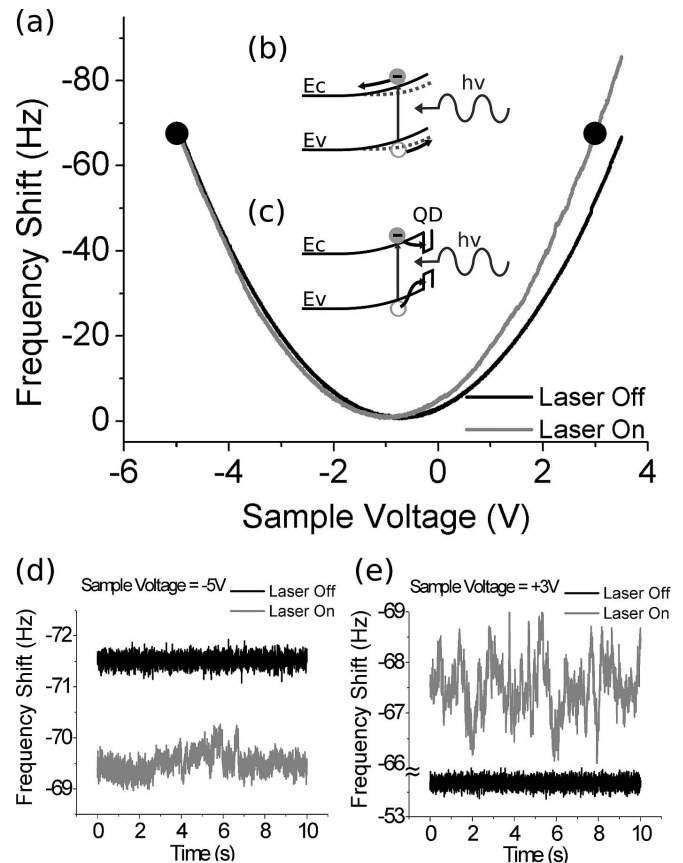 (a)
(b)
Ec
Ev
hν
(c)
QD
Ec
Ev
hν
-80
-60
-40
-20
0
Frequency Shift (Hz)
Laser Off
Laser On
-6 -4 -2 0 2 4
Sample Voltage (V)
(d)
Sample Voltage = -5V
Laser Off
Laser On
-72
-71
-70
-69
Frequency Shift (Hz)
0 2 4 6 8 10
Time (s)
(e)
Sample Voltage = +3V
Laser Off
Laser On
-69
-68
-67
-66
-53
Frequency Shift (Hz)
0 2 4 6 8 10
Time (s)